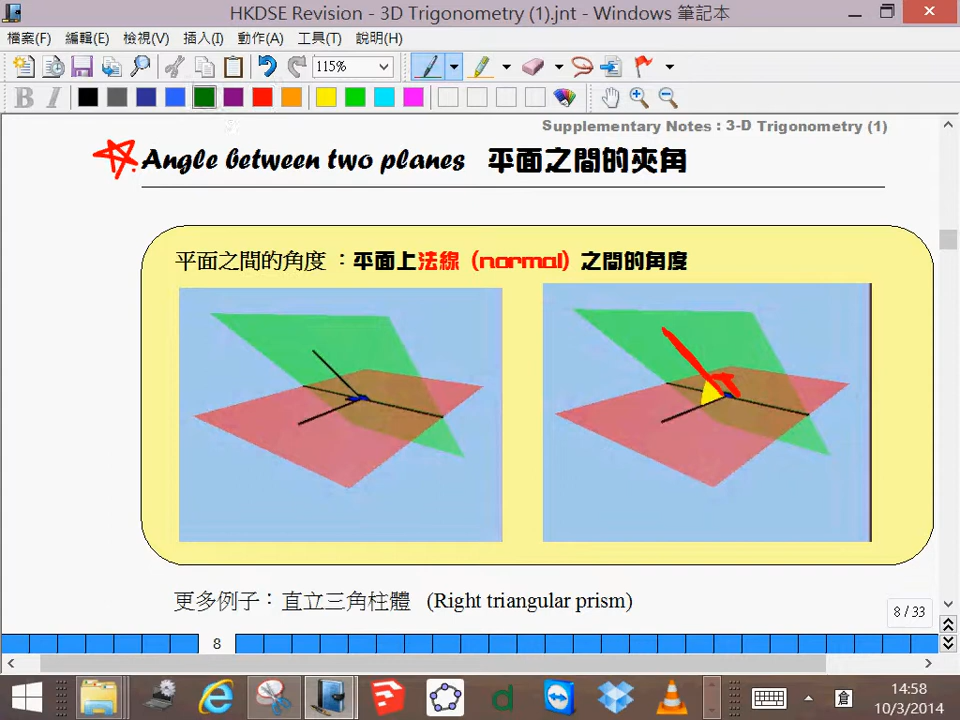 HKDSE Revision - 3D Trigonometry (1).jnt - Windows 筆記本
檔案(F) 編輯(E) 檢視(V) 插入(I) 動作(A) 工具(T) 說明(H)
115%
B I
Supplementary Notes : 3-D Trigonometry (1)
Angle between two planes 平面之間的夾角
平面之間的角度 : 平面上法線 (normal) 之間的角度
更多例子: 直立三角柱體 (Right triangular prism)
8 / 33
8
d
倉
14:58
10/3/2014